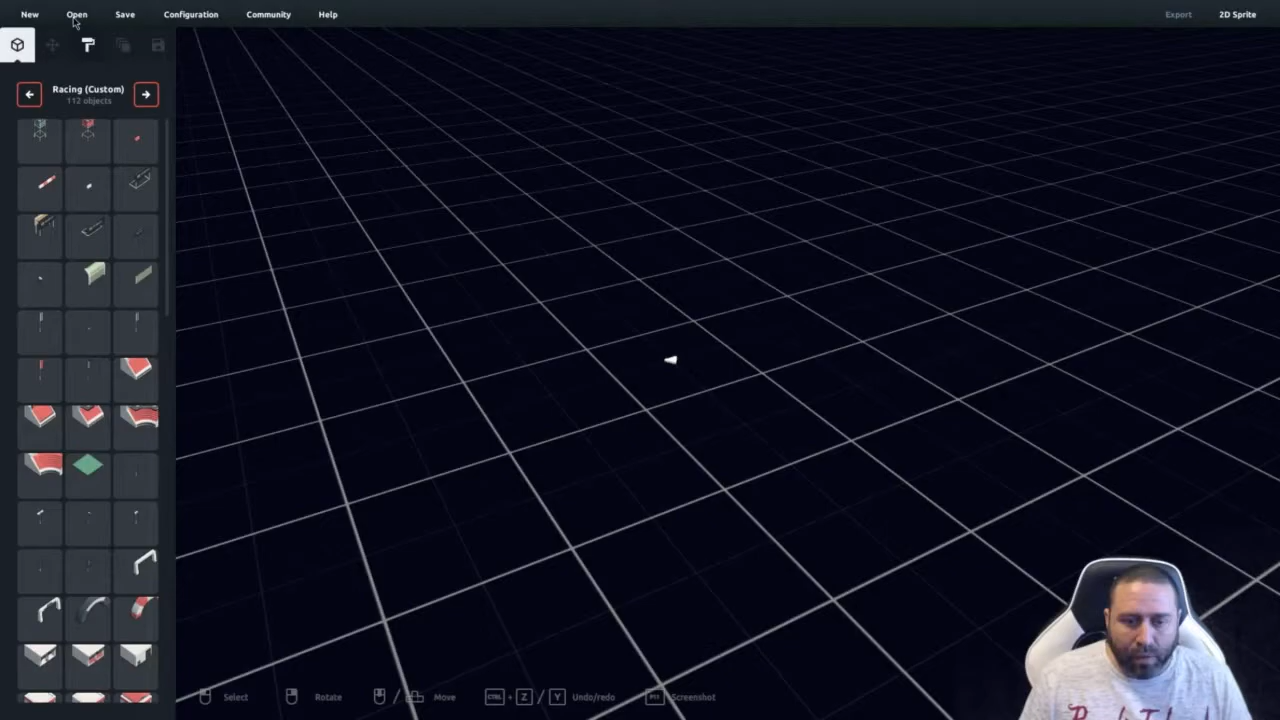 New Open Save Configuration Community Help Export 2D Sprite
Racing (Custom)
112 objects
Select Rotate / Move CTRL + Z / Y Undo/redo Screenshot